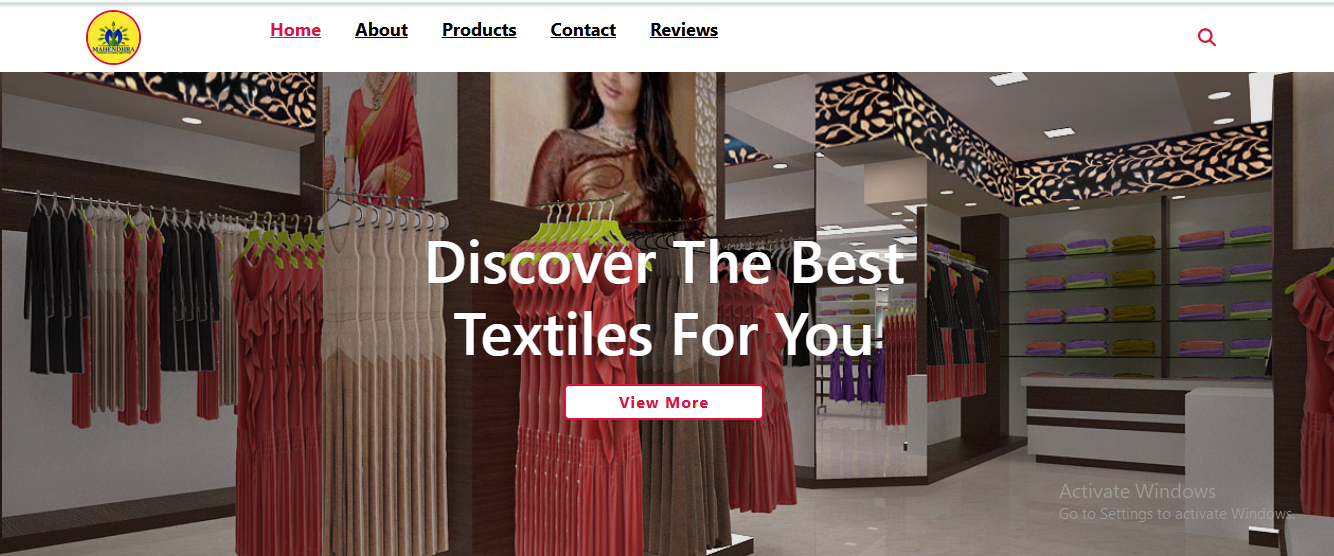 MAHENDHRA
Home About Products Contact Reviews
Discover The Best
Textiles For You
View More
Activate Windows
Go to Settings to activate Windows.